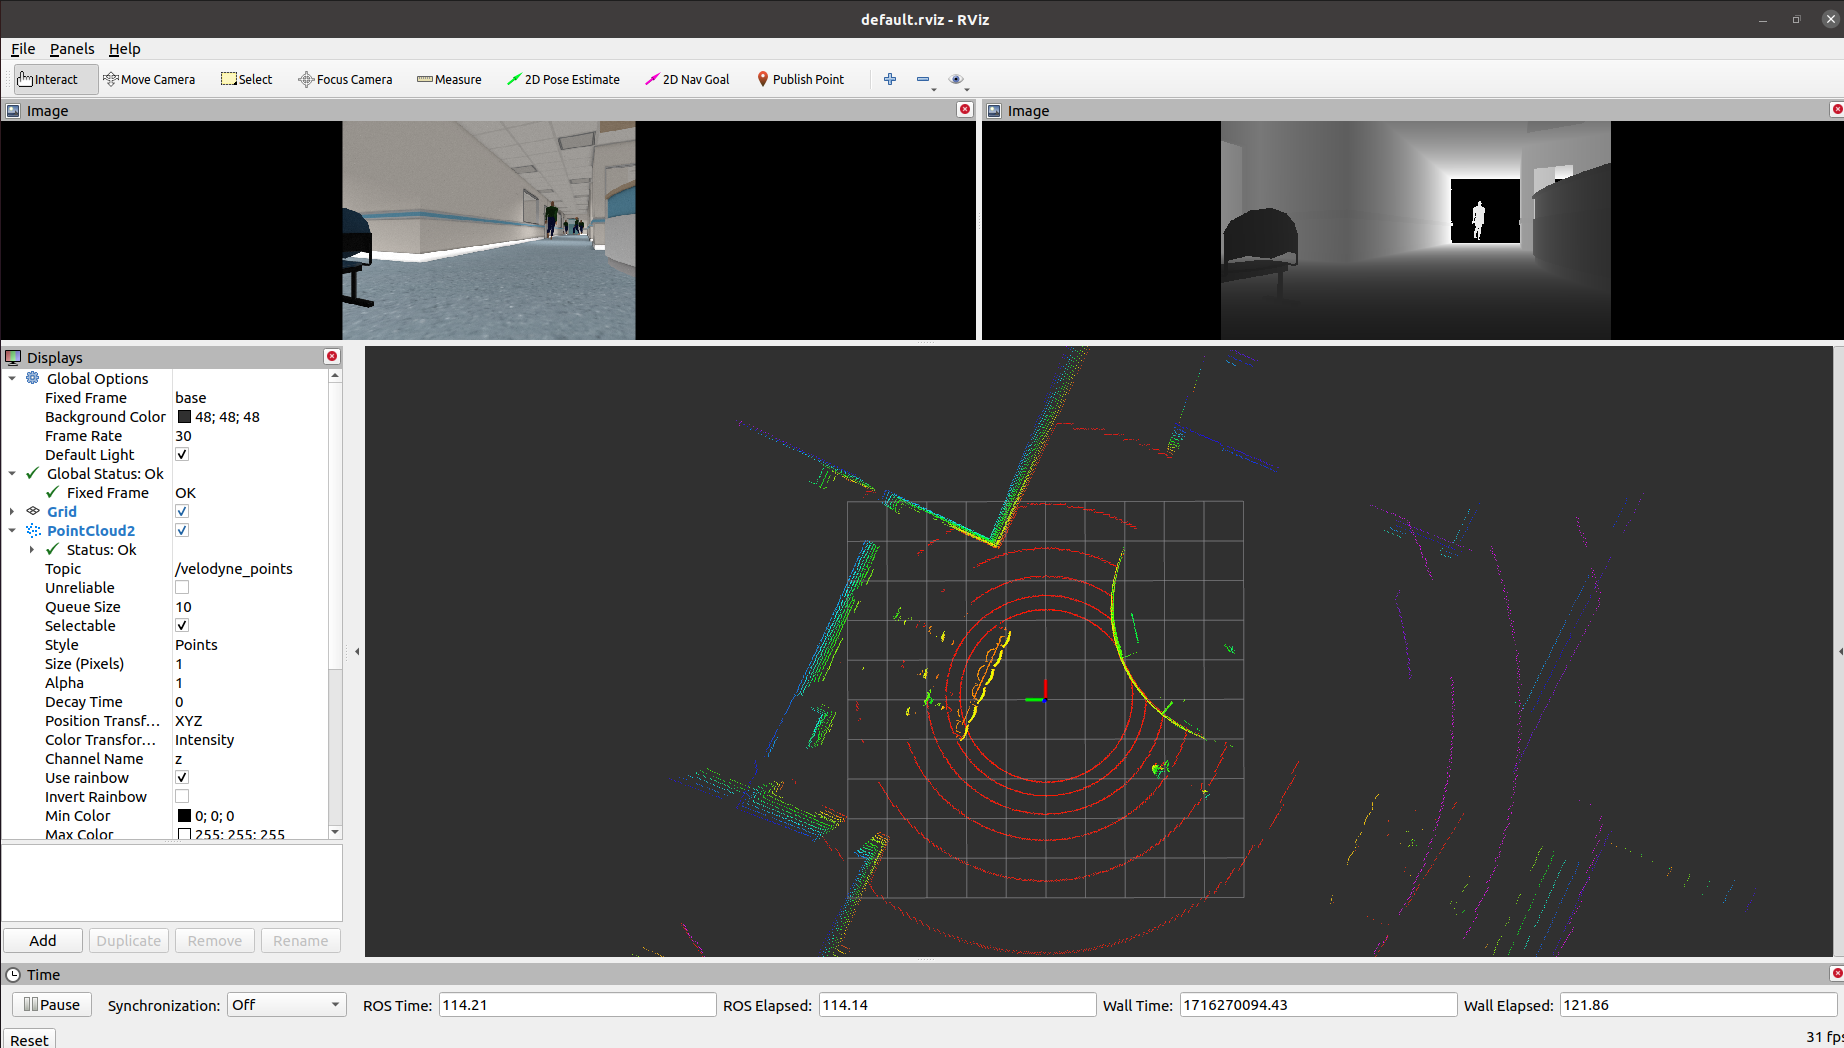 default.rviz - RViz
File Panels Help
Interact Move Camera Select Focus Camera Measure 2D Pose Estimate 2D Nav Goal Publish Point
Image
Image
Displays
Global Options
Fixed Frame base
Background Color 48; 48; 48
Frame Rate 30
Default Light
Global Status: Ok
Fixed Frame OK
Grid
PointCloud2
Status: Ok
Topic /velodyne_points
Unreliable
Queue Size 10
Selectable
Style Points
Size (Pixels) 1
Alpha 1
Decay Time 0
Position Transf... XYZ
Color Transfor... Intensity
Channel Name z
Use rainbow
Invert Rainbow
Min Color 0; 0; 0
Max Color 255; 255; 255
Add Duplicate Remove Rename
Time
Pause Synchronization: Off ROS Time: 114.21 ROS Elapsed: 114.14 Wall Time: 1716270094.43 Wall Elapsed: 121.86
Reset 31 fps